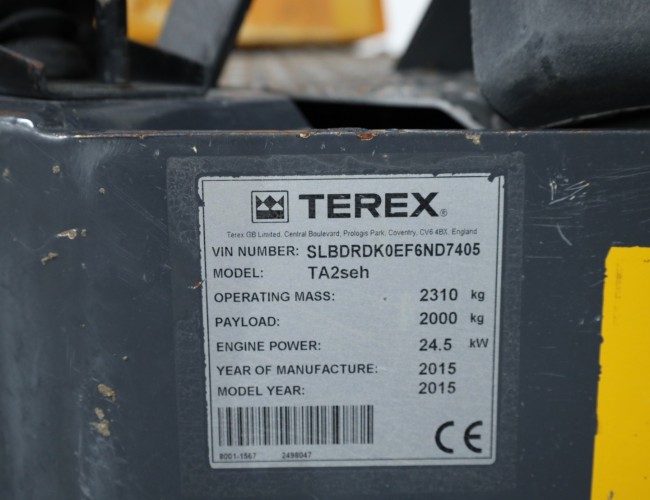 TEREX®
Terex GB Limited, Central Boulevard, Prologis Park, Coventry, CV6 4BX, England
VIN NUMBER: SLBDRDK0EF6ND7405
MODEL: TA2seh
OPERATING MASS: 2310 kg
PAYLOAD: 2000 kg
ENGINE POWER: 24.5 kW
YEAR OF MANUFACTURE: 2015
MODEL YEAR: 2015
8001-1567 2498047
CE